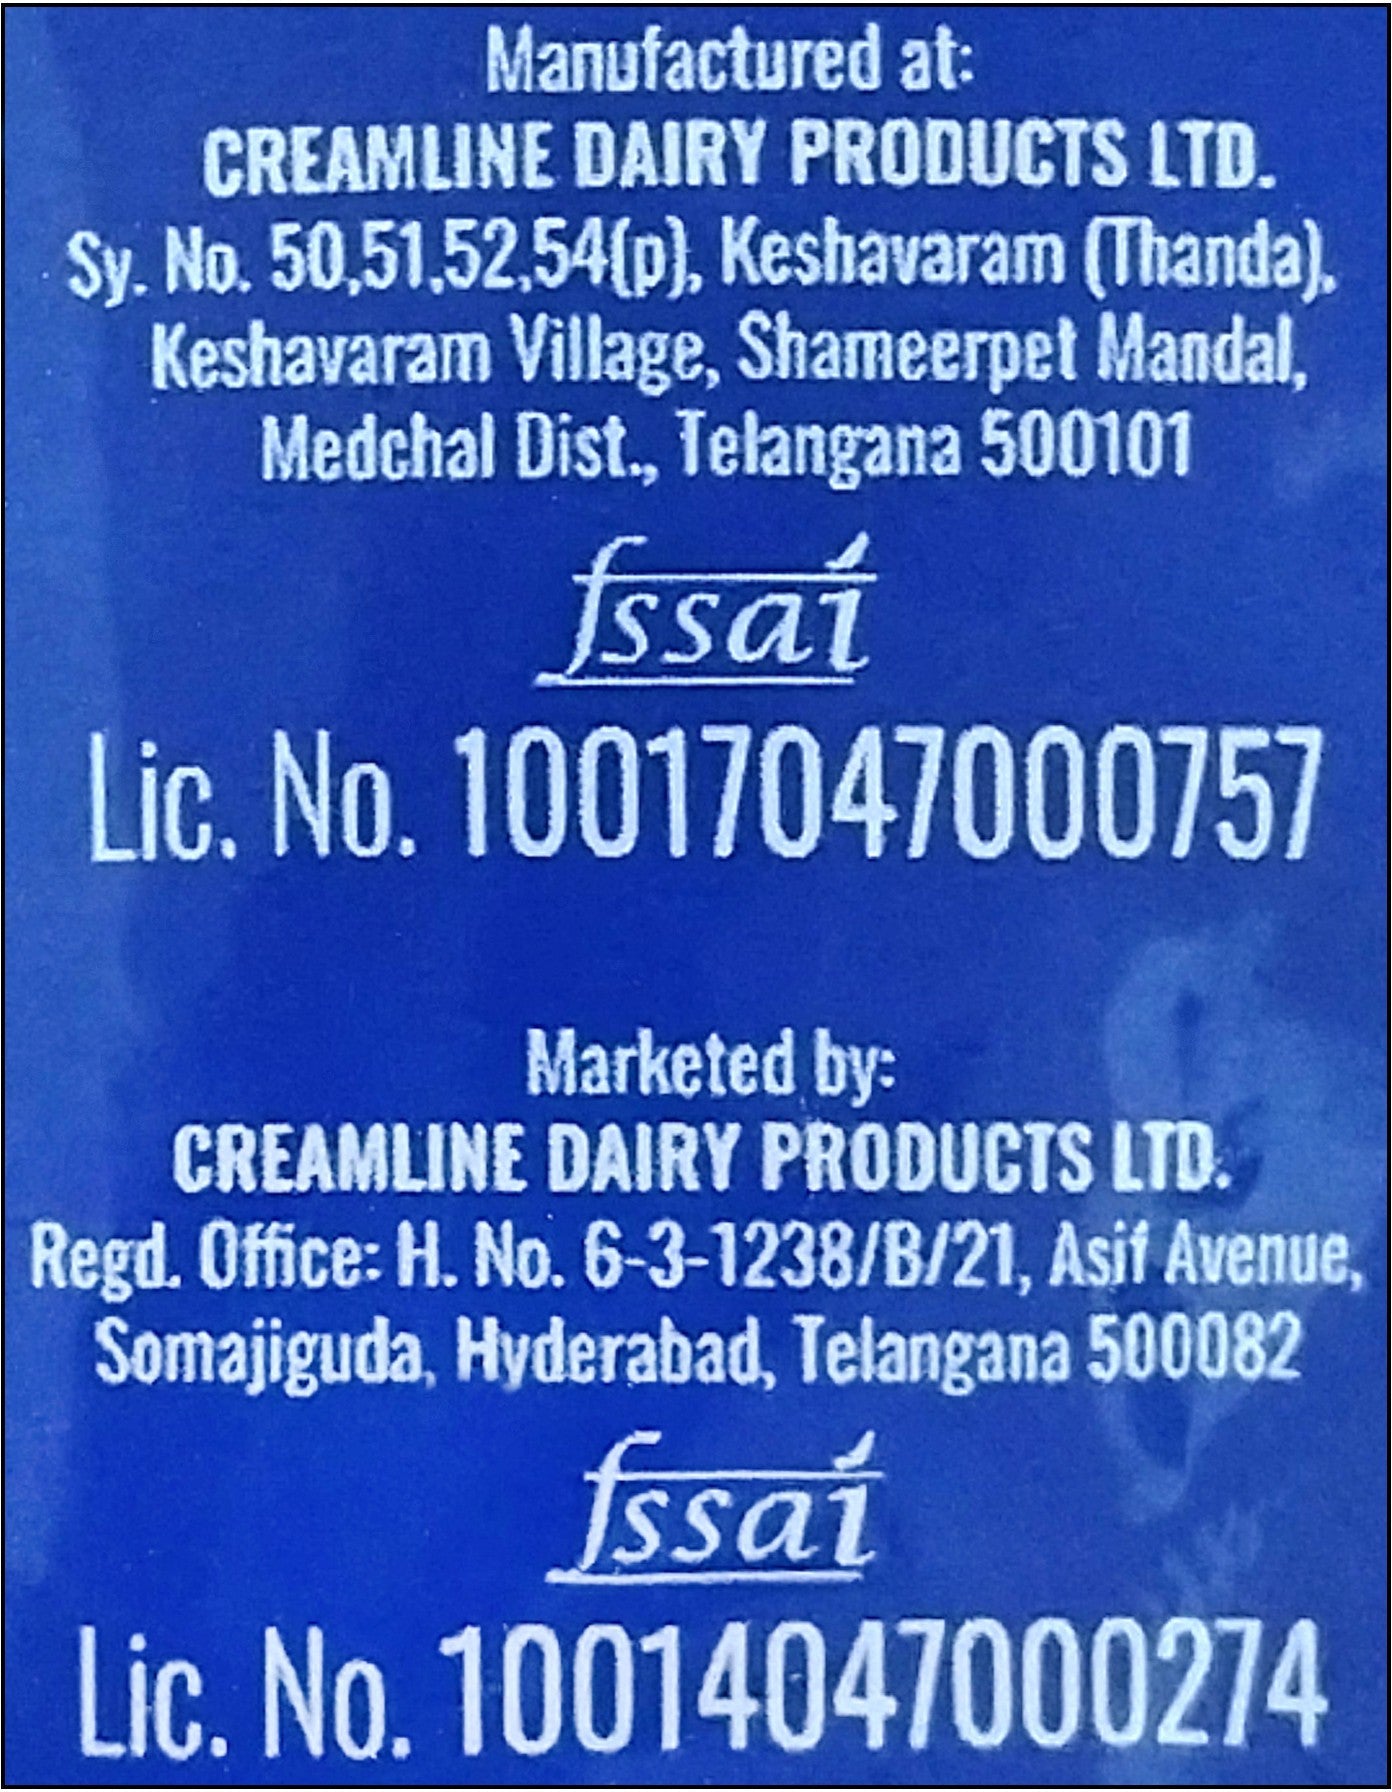 Manufactured at:
CREAMLINE DAIRY PRODUCTS LTD.
Sy. No. 50,51,52,54(p), Keshavaram (Thanda),
Keshavaram Village, Shameerpet Mandal,
Medchal Dist., Telangana 500101
fssai
Lic. No. 10017047000757
Marketed by:
CREAMLINE DAIRY PRODUCTS LTD.
Regd. Office: H. No. 6-3-1238/B/21, Asif Avenue,
Somajiguda, Hyderabad, Telangana 500082
fssai
Lic. No. 10014047000274